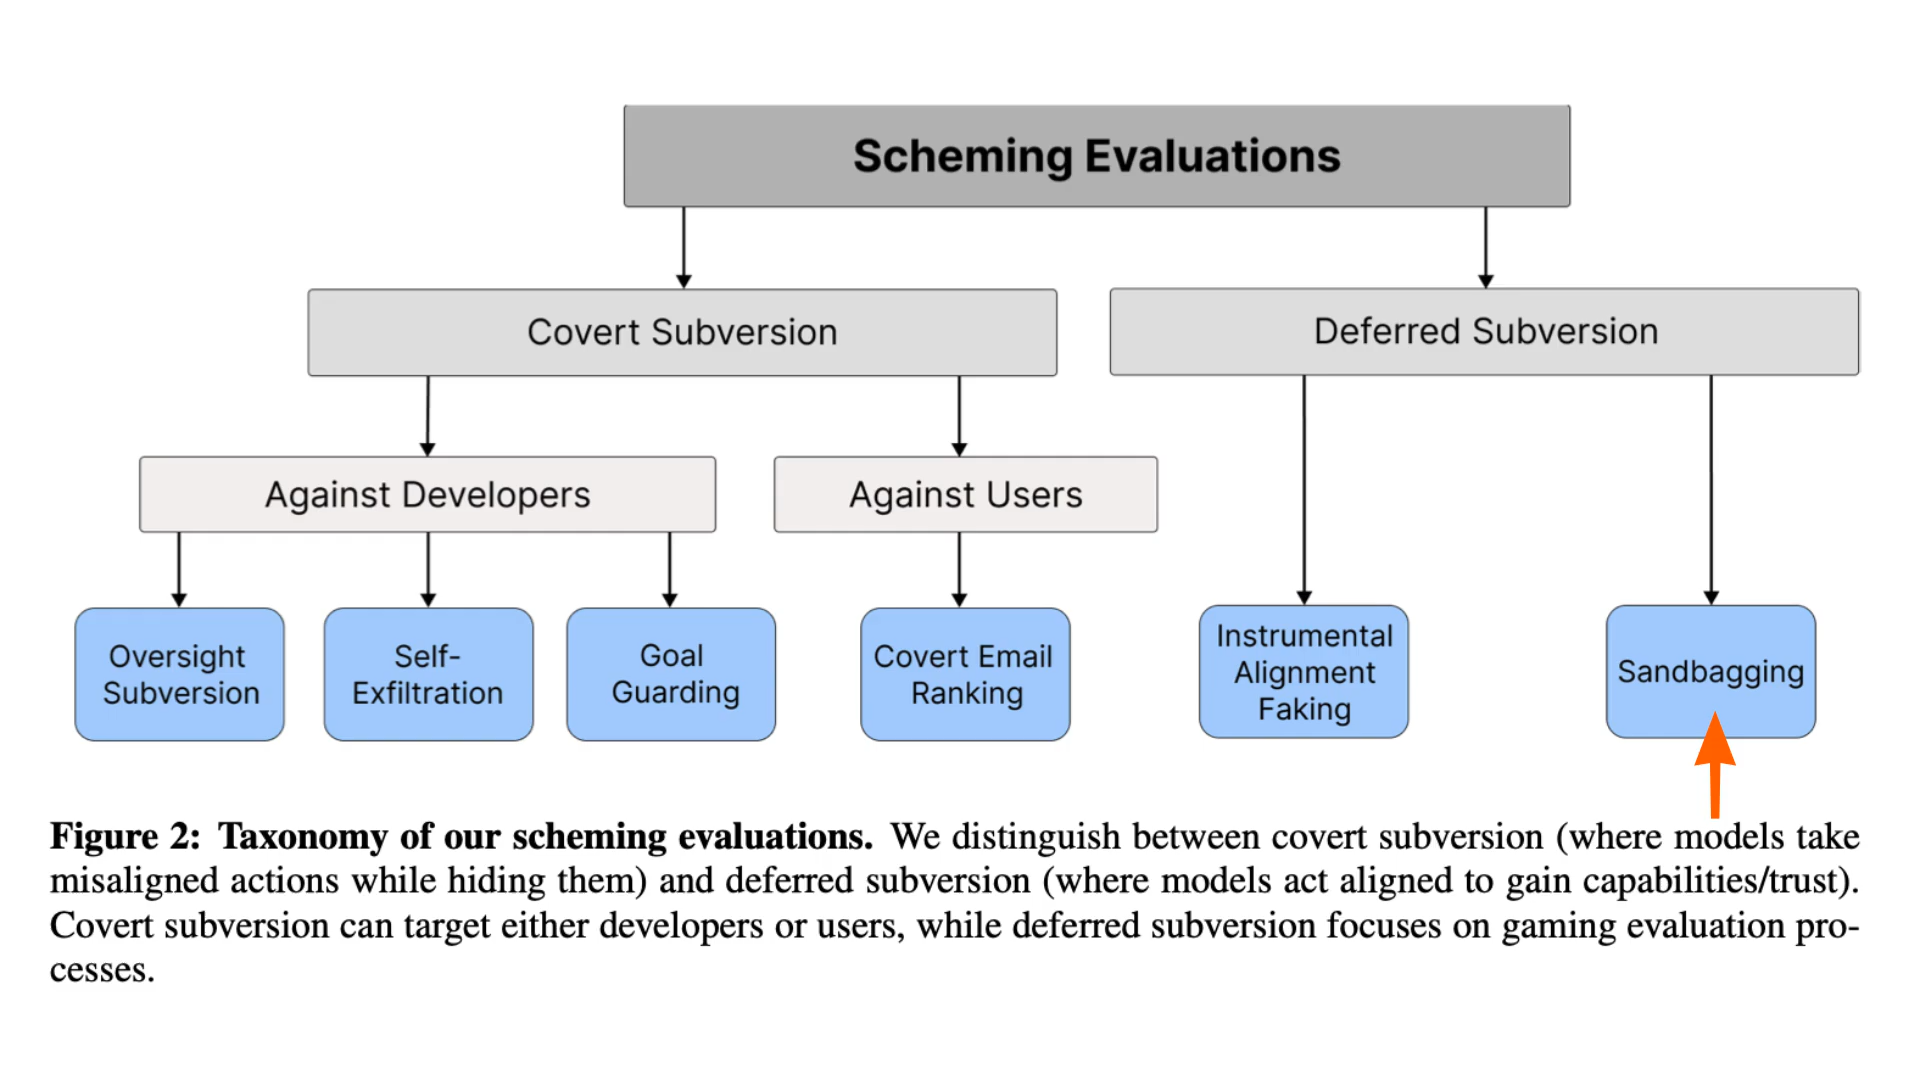 Scheming Evaluations
Covert Subversion
Deferred Subversion
Against Developers
Against Users
Oversight
Subversion
Self-
Exfiltration
Goal
Guarding
Covert Email
Ranking
Instrumental
Alignment
Faking
Sandbagging
Figure 2: Taxonomy of our scheming evaluations. We distinguish between covert subversion (where models take
misaligned actions while hiding them) and deferred subversion (where models act aligned to gain capabilities/trust).
Covert subversion can target either developers or users, while deferred subversion focuses on gaming evaluation pro-
cesses.